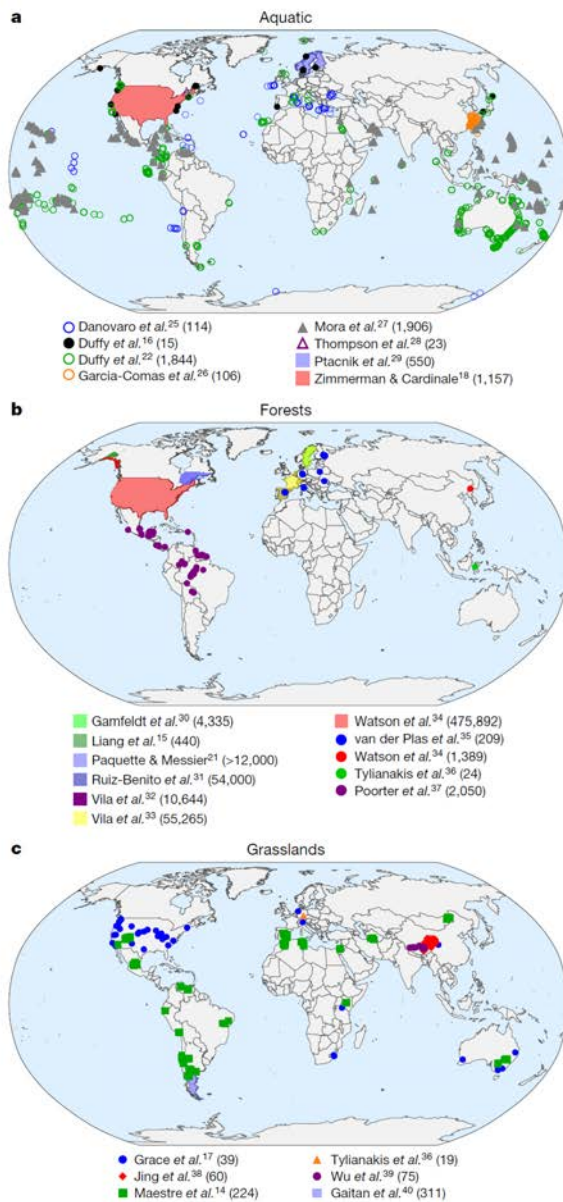 a Aquatic
Danovaro et al.25 (114)
Duffy et al.16 (15)
Duffy et al.22 (1,844)
Garcia-Comas et al.26 (106)
Mora et al.27 (1,906)
Thompson et al.28 (23)
Ptacnik et al.29 (550)
Zimmerman & Cardinale18 (1,157)
b Forests
Gamfeldt et al.30 (4,335)
Liang et al.15 (440)
Paquette & Messier21 (>12,000)
Ruiz-Benito et al.31 (54,000)
Vila et al.32 (10,644)
Vila et al.33 (55,265)
Watson et al.34 (475,892)
van der Plas et al.35 (209)
Watson et al.34 (1,389)
Tylianakis et al.36 (24)
Poorter et al.37 (2,050)
c Grasslands
Grace et al.17 (39)
Jing et al.38 (60)
Maestre et al.14 (224)
Tylianakis et al.36 (19)
Wu et al.39 (75)
Gaitan et al.40 (311)